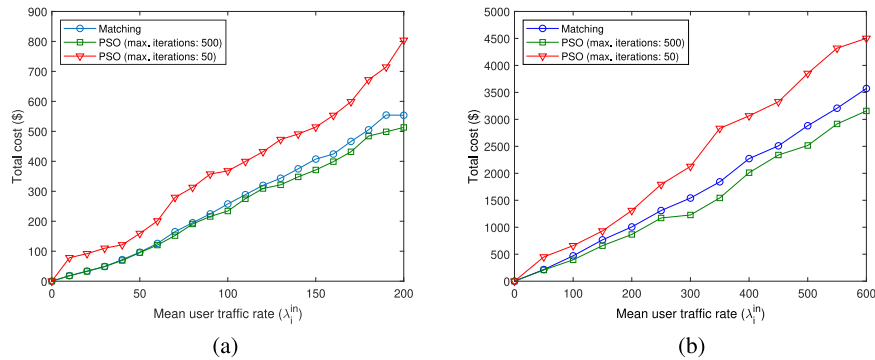 900
800
700
600
500
400
300
200
100
0
Total cost ($)
Matching
PSO (max. iterations: 500)
PSO (max. iterations: 50)
0 50 100 150 200
Mean user traffic rate (λ_i^in)
(a)
5000
4500
4000
3500
3000
2500
2000
1500
1000
500
0
Total cost ($)
Matching
PSO (max. iterations: 500)
PSO (max. iterations: 50)
0 100 200 300 400 500 600
Mean user traffic rate (λ_i^in)
(b)